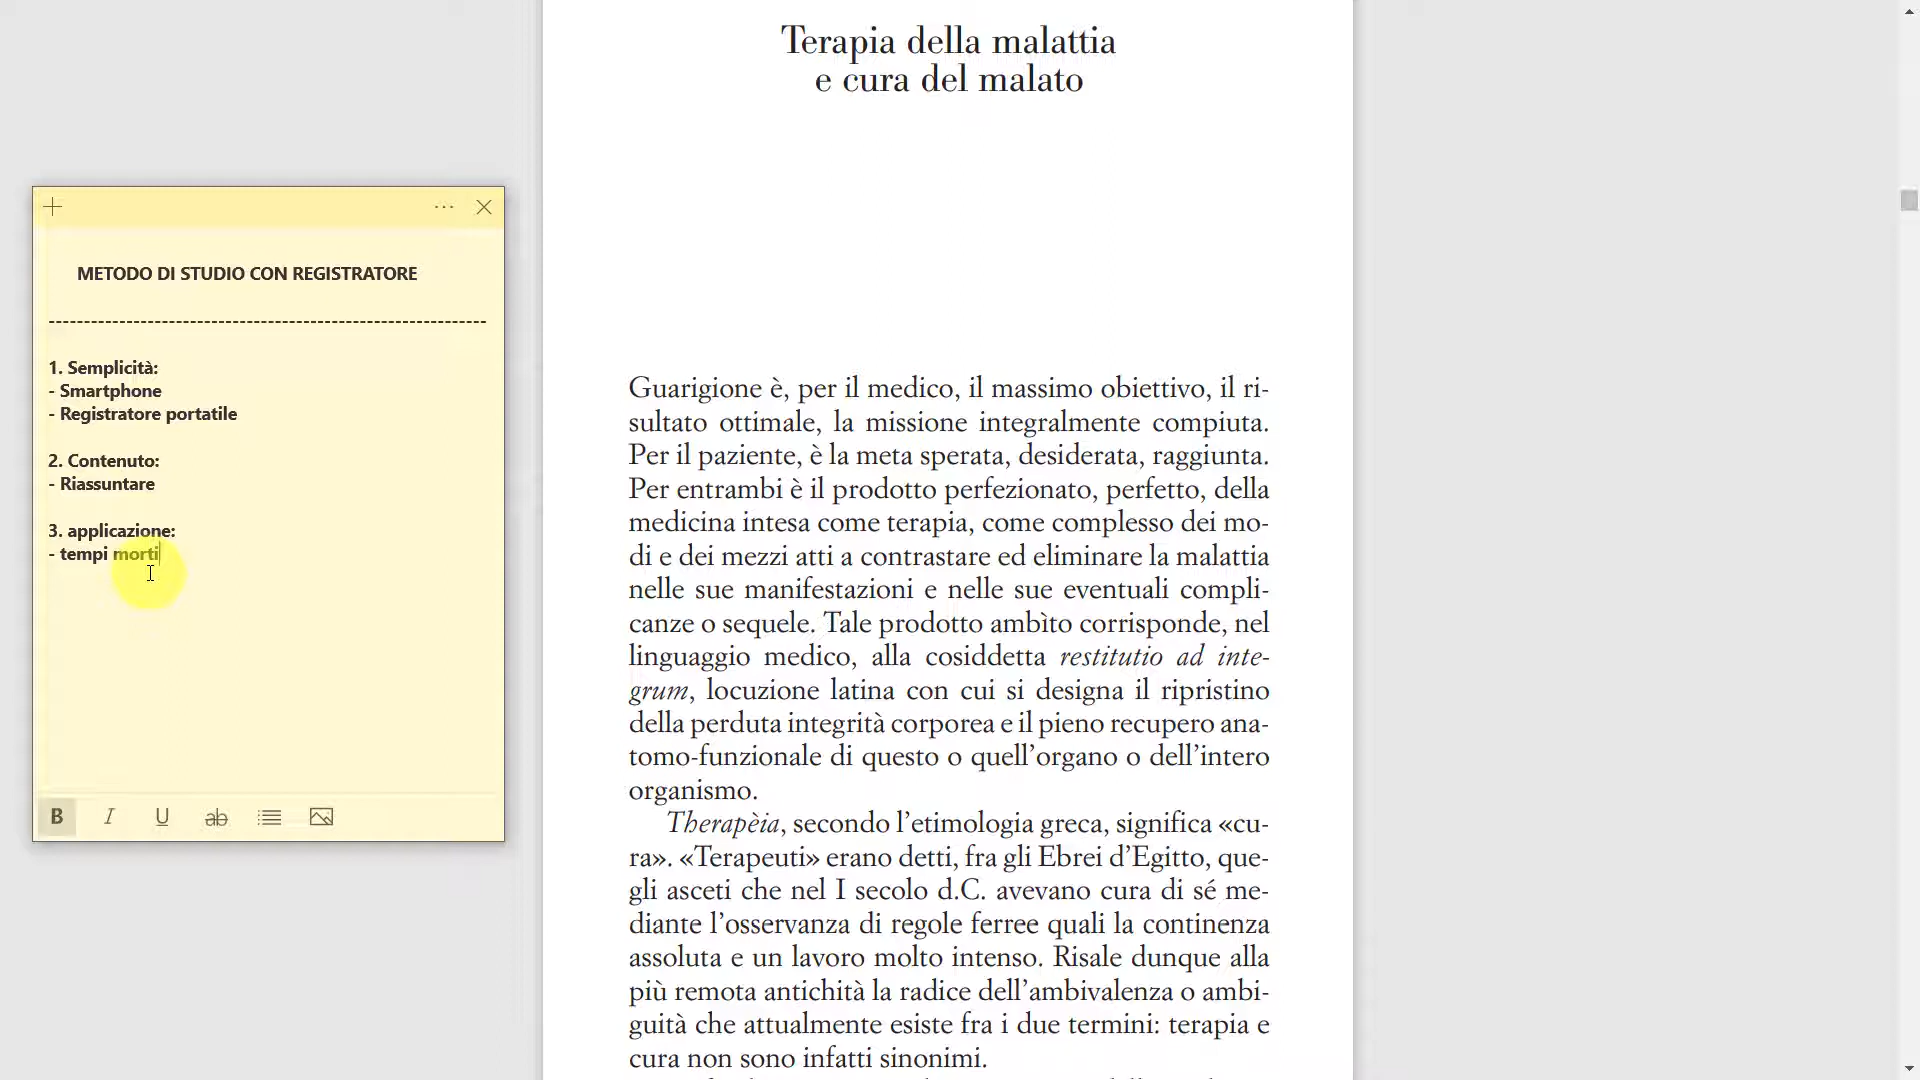 METODO DI STUDIO CON REGISTRATORE
--------------------------------------------------------------
1. Semplicità:
- Smartphone
- Registratore portatile
2. Contenuto:
- Riassuntare
3. applicazione:
- tempi morti
B I U ab
Terapia della malattia
e cura del malato
Guarigione è, per il medico, il massimo obiettivo, il ri-
sultato ottimale, la missione integralmente compiuta.
Per il paziente, è la meta sperata, desiderata, raggiunta.
Per entrambi è il prodotto perfezionato, perfetto, della
medicina intesa come terapia, come complesso dei mo-
di e dei mezzi atti a contrastare ed eliminare la malattia
nelle sue manifestazioni e nelle sue eventuali compli-
canze o sequele. Tale prodotto ambìto corrisponde, nel
linguaggio medico, alla cosiddetta restitutio ad inte-
grum, locuzione latina con cui si designa il ripristino
della perduta integrità corporea e il pieno recupero ana-
tomo-funzionale di questo o quell’organo o dell’intero
organismo.
Therapèia, secondo l’etimologia greca, significa «cu-
ra». «Terapeuti» erano detti, fra gli Ebrei d’Egitto, que-
gli asceti che nel I secolo d.C. avevano cura di sé me-
diante l’osservanza di regole ferree quali la continenza
assoluta e un lavoro molto intenso. Risale dunque alla
più remota antichità la radice dell’ambivalenza o ambi-
guità che attualmente esiste fra i due termini: terapia e
cura non sono infatti sinonimi.